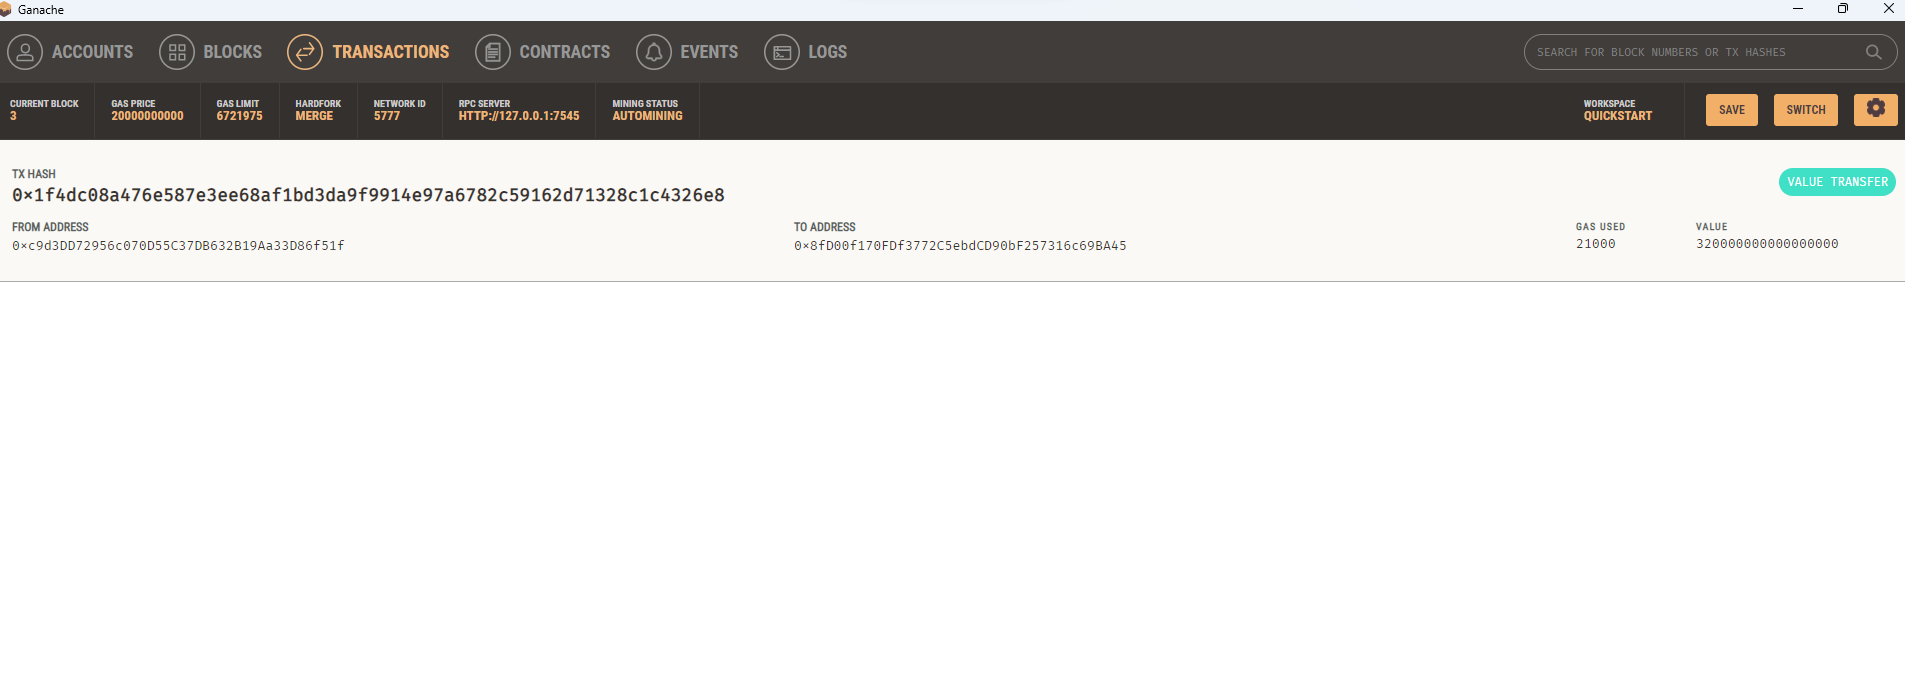 Ganache
ACCOUNTS BLOCKS TRANSACTIONS CONTRACTS EVENTS LOGS SEARCH FOR BLOCK NUMBERS OR TX HASHES
CURRENT BLOCK GAS PRICE GAS LIMIT HARDFORK NETWORK ID RPC SERVER MINING STATUS WORKSPACE
3 20000000000 6721975 MERGE 5777 HTTP://127.0.0.1:7545 AUTOMINING QUICKSTART SAVE SWITCH
TX HASH
0×1f4dc08a476e587e3ee68af1bd3da9f9914e97a6782c59162d71328c1c4326e8 VALUE TRANSFER
FROM ADDRESS TO ADDRESS GAS USED VALUE
0×c9d3DD72956c070D55C37DB632B19Aa33D86f51f 0×8fD00f170FDf3772C5ebdCD90bF257316c69BA45 21000 320000000000000000